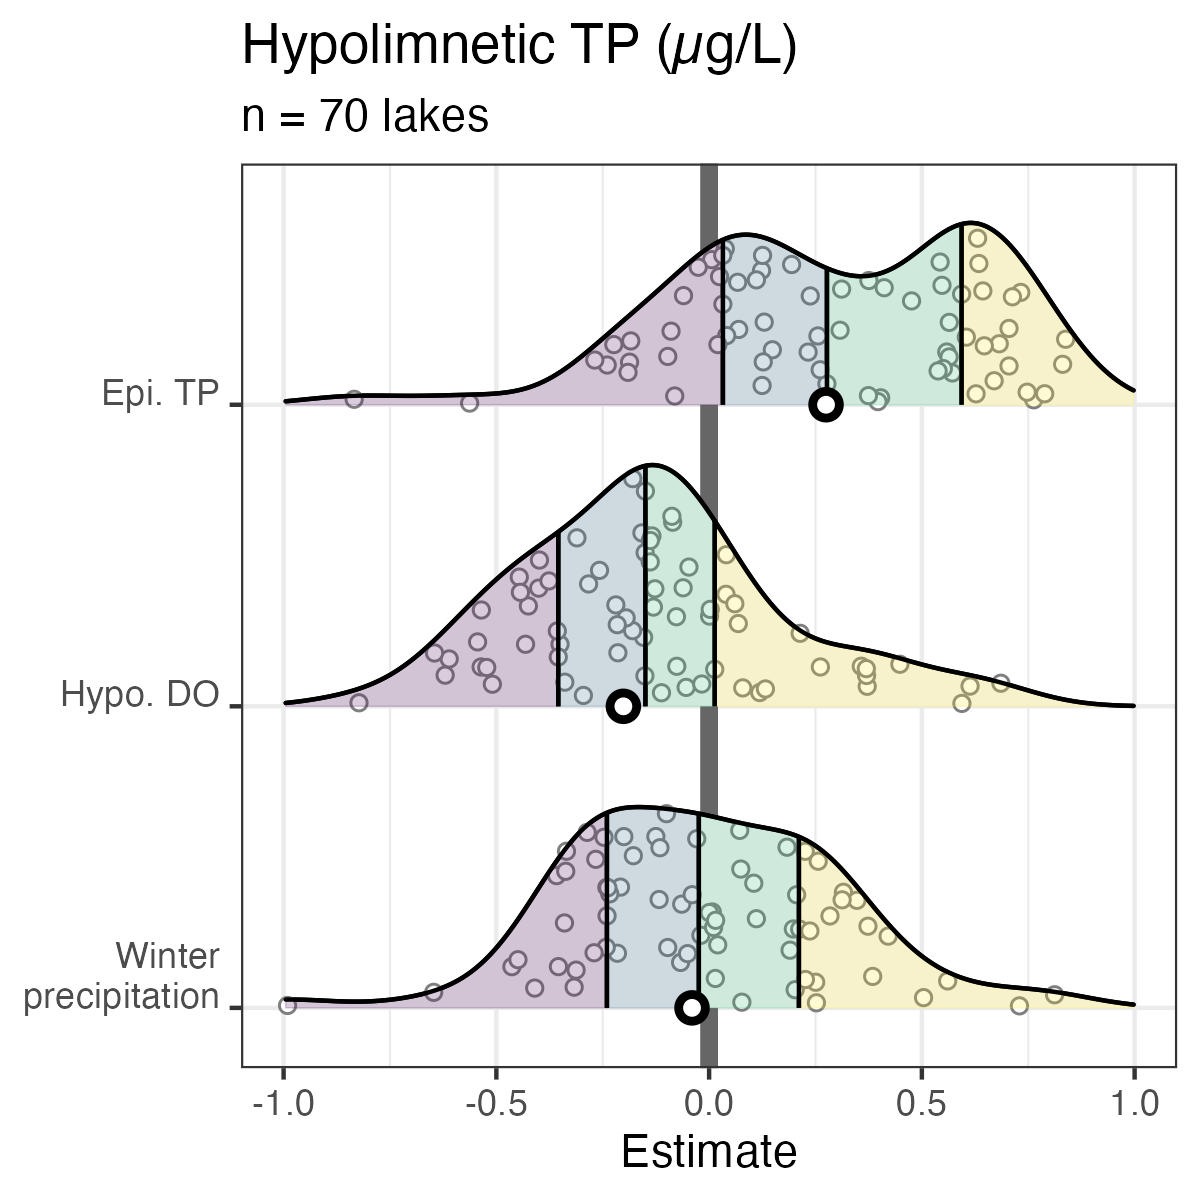 Hypolimnetic TP (µg/L)
n = 70 lakes
Epi. TP
Hypo. DO
Winter
precipitation
-1.0 -0.5 0.0 0.5 1.0
Estimate